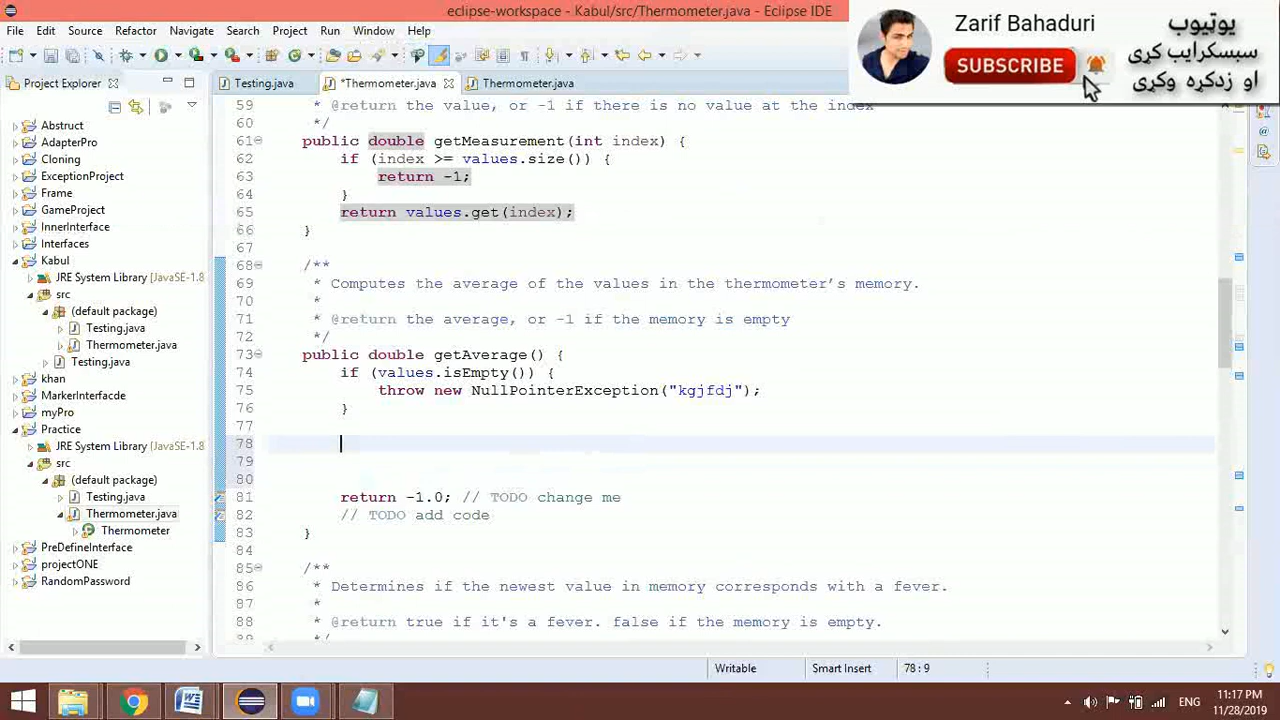 eclipse-workspace - Kabul/src/Thermometer.java - Eclipse IDE
File Edit Source Refactor Navigate Search Project Run Window Help
Zarif Bahaduri
SUBSCRIBE
یوټیوب
سبسکرایب کړی
او زدکړه وکړی
Project Explorer
Testing.java
*Thermometer.java
Thermometer.java
Abstruct
AdapterPro
Cloning
ExceptionProject
Frame
GameProject
InnerInterface
Interfaces
Kabul
JRE System Library [JavaSE-1.8
src
(default package)
Testing.java
Thermometer.java
Testing.java
khan
MarkerInterfacde
myPro
Practice
JRE System Library [JavaSE-1.8
src
(default package)
Testing.java
Thermometer.java
Thermometer
PreDefineInterface
projectONE
RandomPassword
59 * @return the value, or -1 if there is no value at the index
60 */
61 public double getMeasurement(int index) {
62 if (index >= values.size()) {
63 return -1;
64 }
65 return values.get(index);
66 }
67
68 /**
69 * Computes the average of the values in the thermometer’s memory.
70 *
71 * @return the average, or -1 if the memory is empty
72 */
73 public double getAverage() {
74 if (values.isEmpty()) {
75 throw new NullPointerException("kgjfdj");
76 }
77
78
79
80
81 return -1.0; // TODO change me
82 // TODO add code
83 }
84
85 /**
86 * Determines if the newest value in memory corresponds with a fever.
87 *
88 * @return true if it's a fever. false if the memory is empty.
Writable Smart Insert 78 : 9
ENG
11:17 PM
11/28/2019